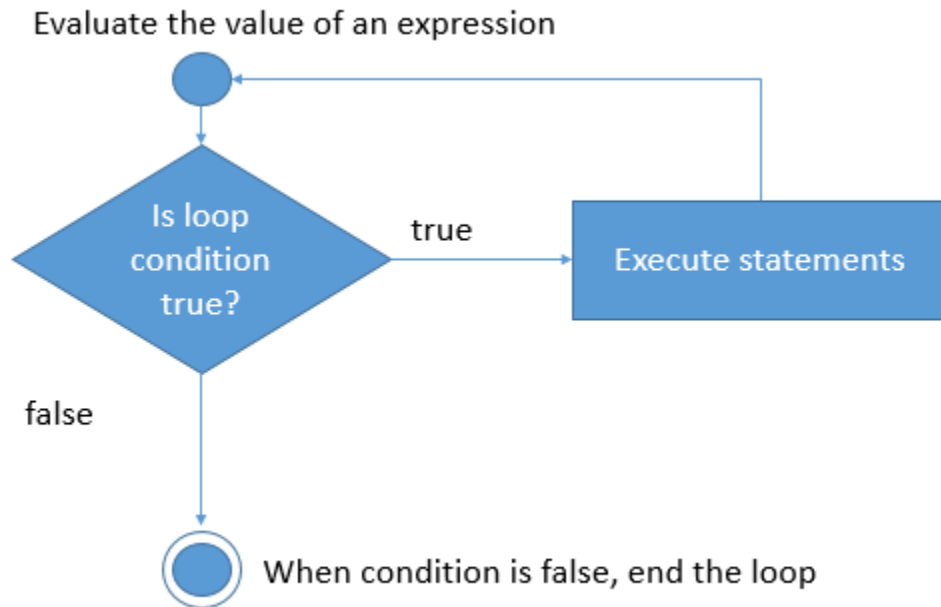 Evaluate the value of an expression
Is loop
condition
true?
true
Execute statements
false
When condition is false, end the loop